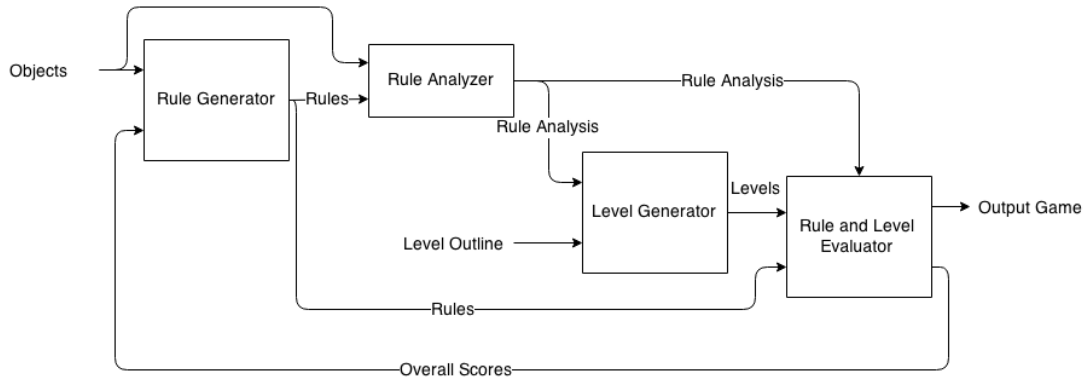 Objects
Rule Generator
Rules
Rule Analyzer
Rule Analysis
Rule Analysis
Level Outline
Level Generator
Levels
Rule and Level
Evaluator
Output Game
Rules
Overall Scores